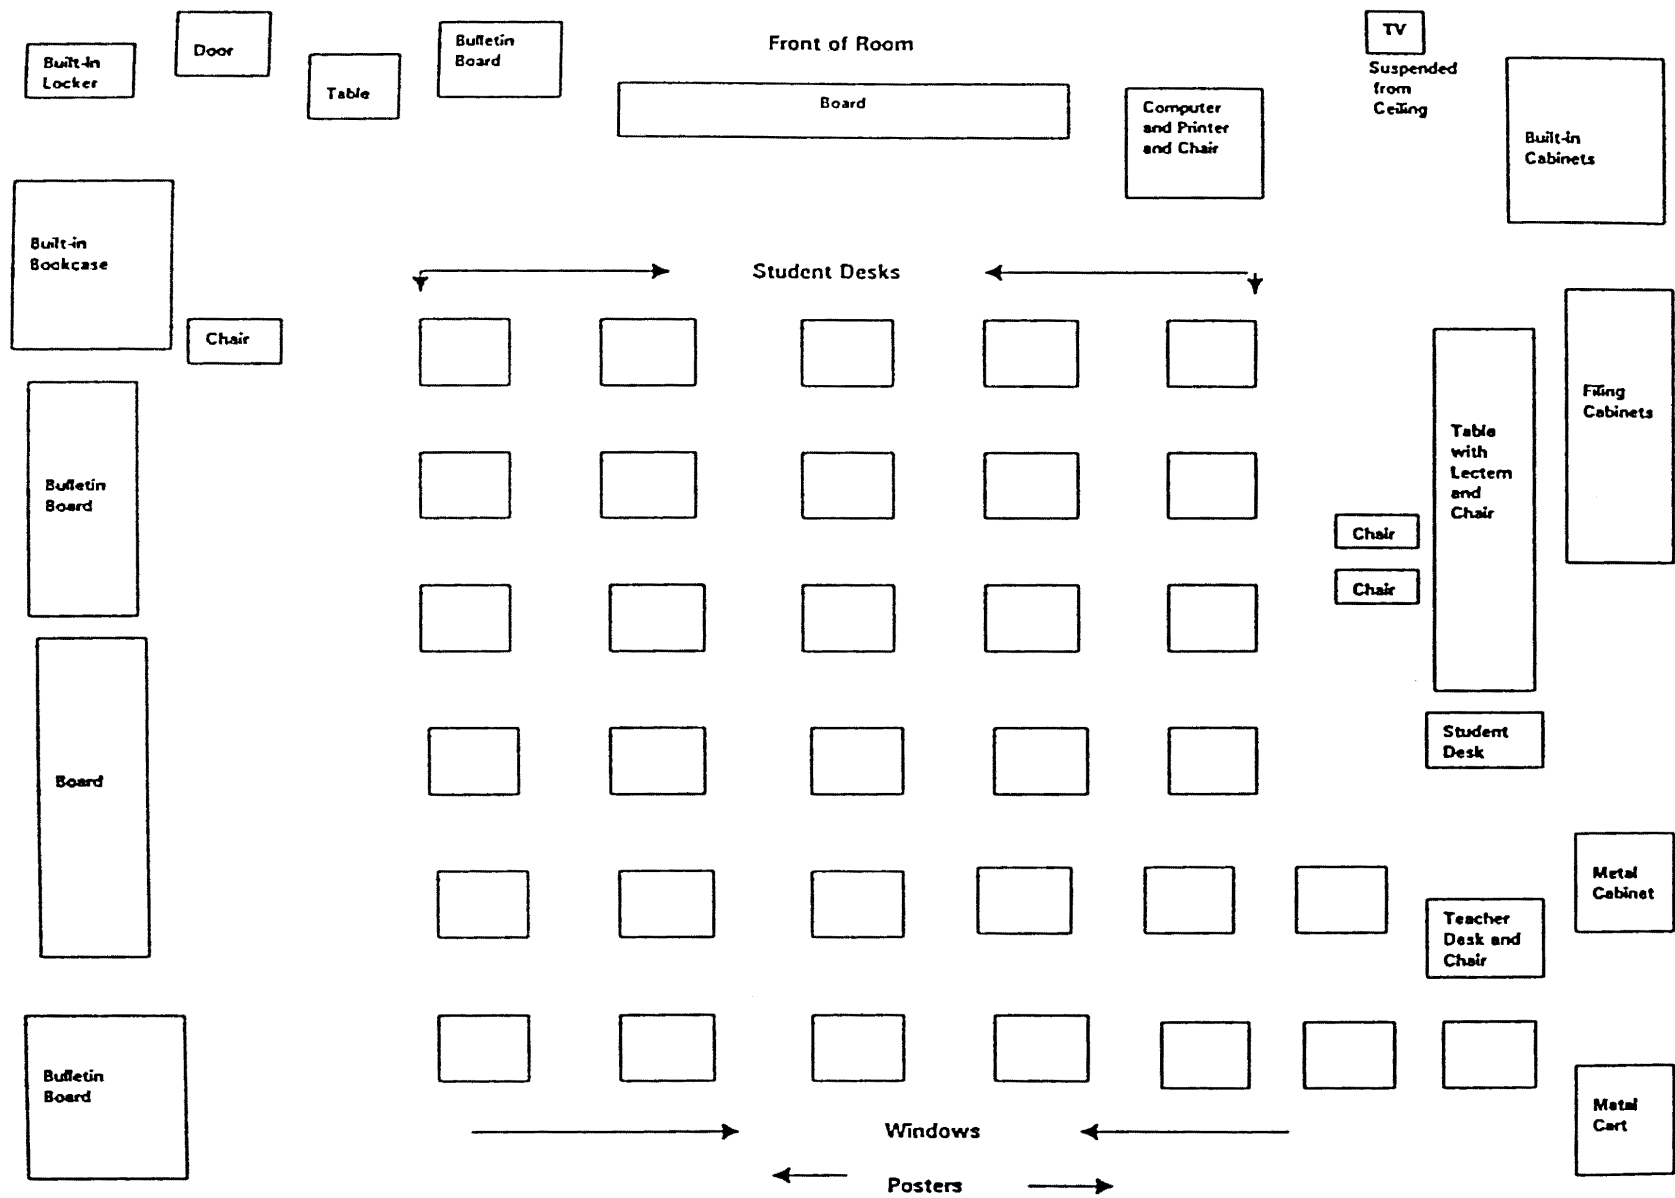 Built-In
Locker
Door
Table
Bulletin
Board
Front of Room
Board
Computer
and Printer
and Chair
TV
Suspended
from
Ceiling
Built-in
Cabinets
Built-in
Bookcase
Chair
Student Desks
Bulletin
Board
Table
with
Lectern
and
Chair
Filing
Cabinets
Chair
Chair
Board
Student
Desk
Metal
Cabinet
Teacher
Desk and
Chair
Bulletin
Board
Metal
Cart
Windows
Posters